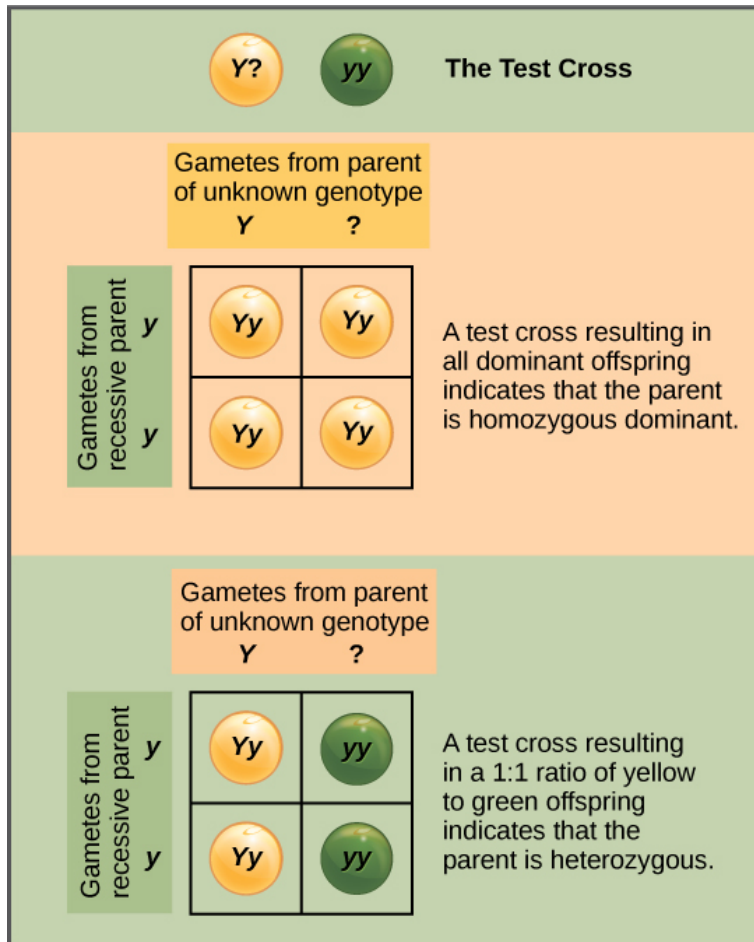 Y? yy The Test Cross
Gametes from parent
of unknown genotype
Y ?
Gametes from
recessive parent
y Yy Yy
y Yy Yy
A test cross resulting in
all dominant offspring
indicates that the parent
is homozygous dominant.
Gametes from parent
of unknown genotype
Y ?
Gametes from
recessive parent
y Yy yy
y Yy yy
A test cross resulting
in a 1:1 ratio of yellow
to green offspring
indicates that the
parent is heterozygous.